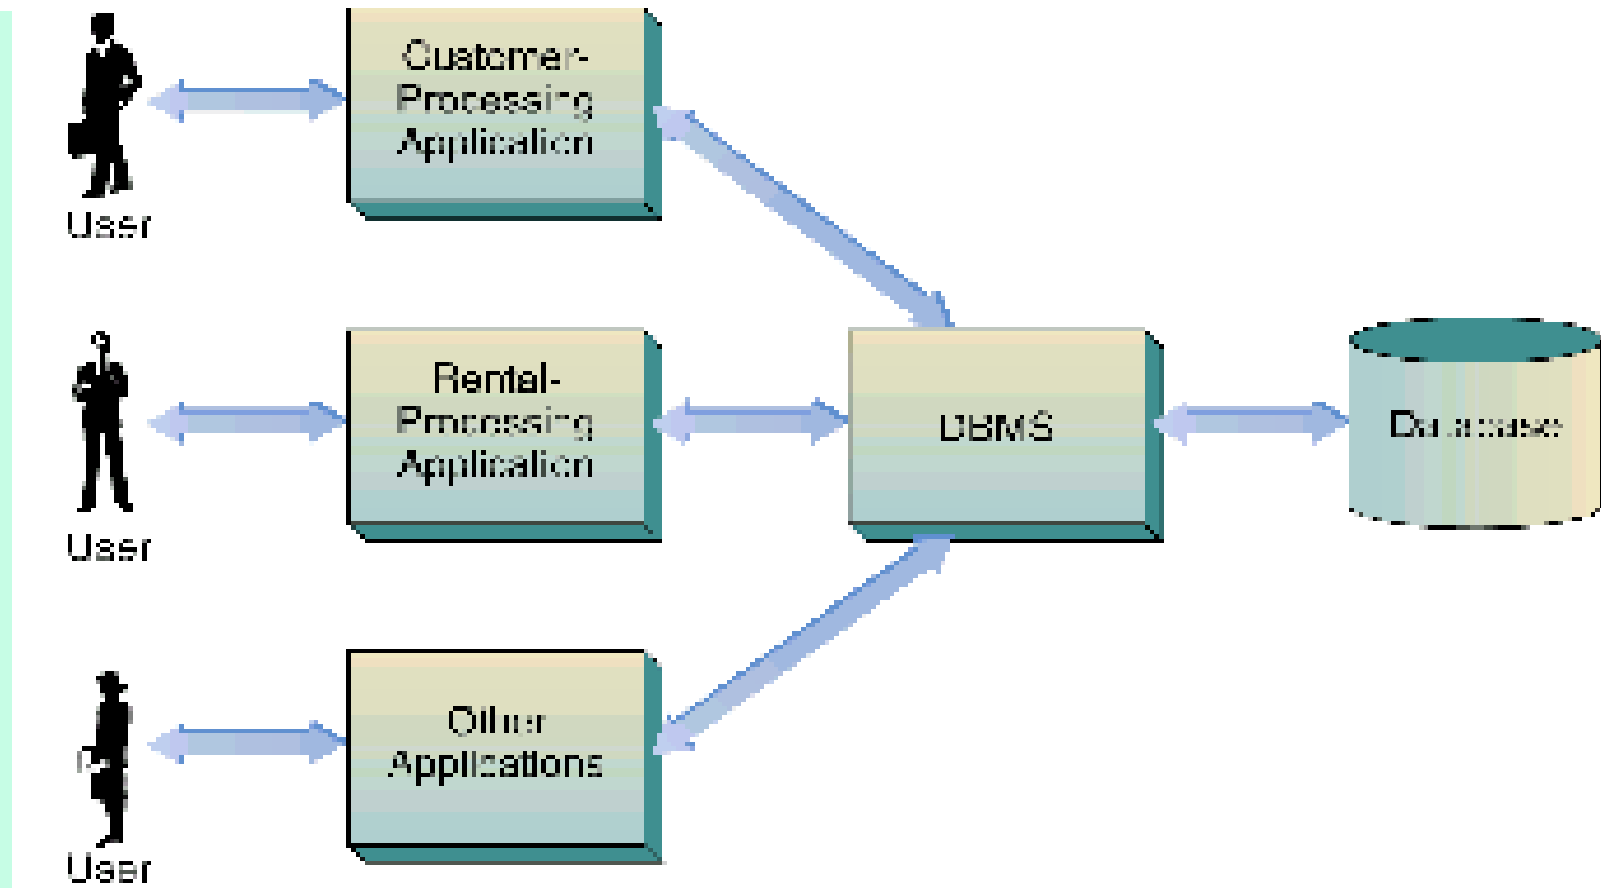 Customer-
Processing
Application
User
Rental-
Processing
Application
User
DBMS
Database
Other
Applications
User